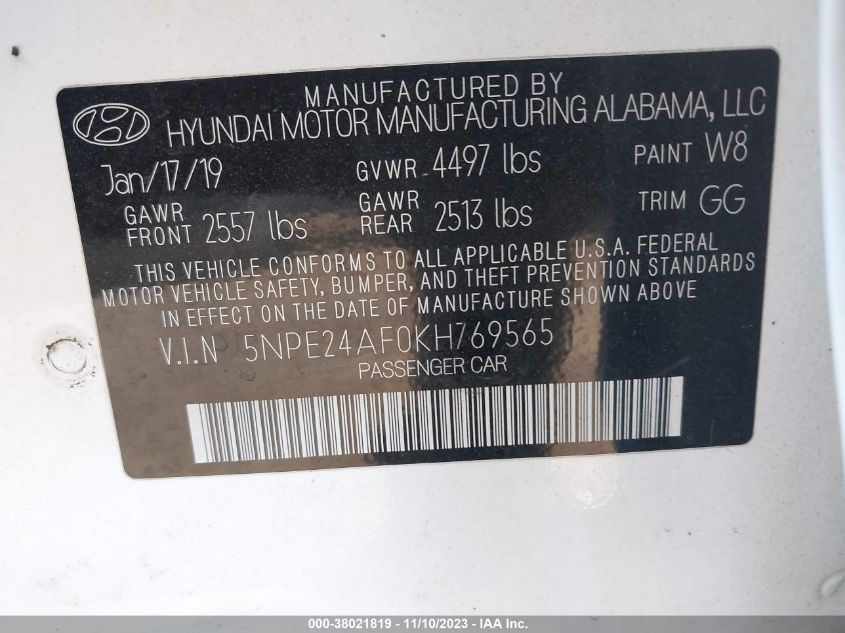 MANUFACTURED BY
HYUNDAI MOTOR MANUFACTURING ALABAMA, LLC
Jan/17/19 GVWR 4497 lbs PAINT W8
GAWR FRONT 2557 lbs GAWR REAR 2513 lbs TRIM GG
THIS VEHICLE CONFORMS TO ALL APPLICABLE U.S.A. FEDERAL
MOTOR VEHICLE SAFETY, BUMPER, AND THEFT PREVENTION STANDARDS
IN EFFECT ON THE DATE OF MANUFACTURE SHOWN ABOVE
V.I.N 5NPE24AF0KH769565
PASSENGER CAR
000-38021819 - 11/10/2023 - IAA Inc.